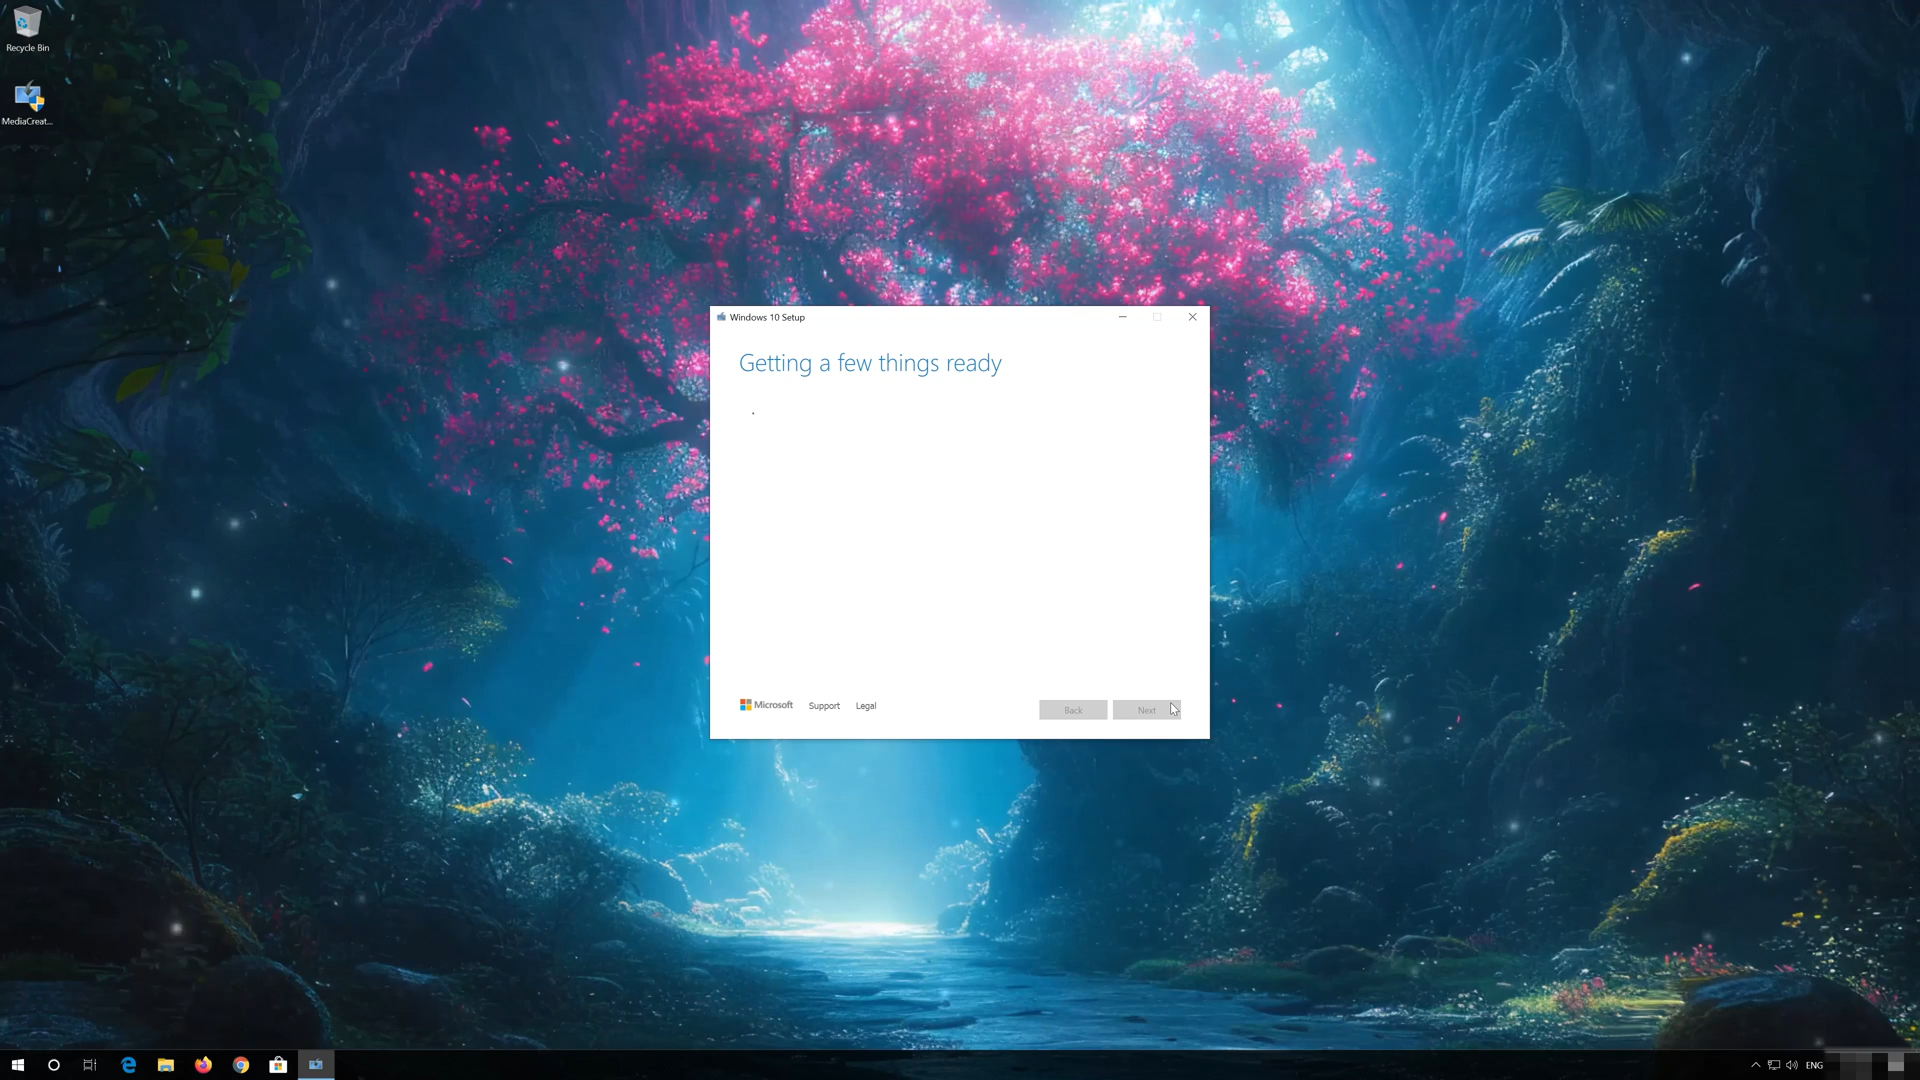 Recycle Bin
MediaCreat...
Windows 10 Setup
Getting a few things ready
Microsoft
Support
Legal
Back
Next
ENG